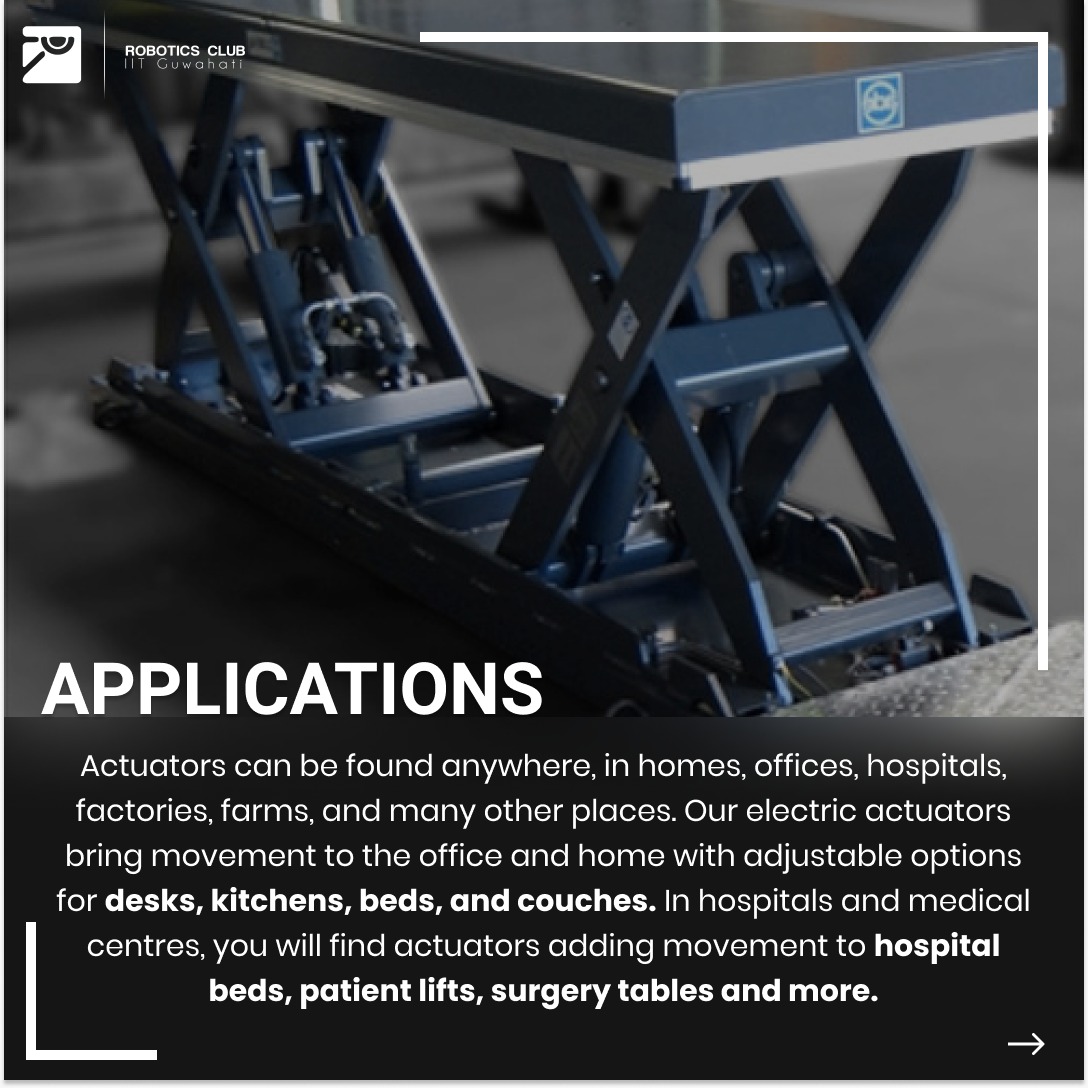 ROBOTICS CLUB
IIT Guwahati
APPLICATIONS
Actuators can be found anywhere, in homes, offices, hospitals,
factories, farms, and many other places. Our electric actuators
bring movement to the office and home with adjustable options
for desks, kitchens, beds, and couches. In hospitals and medical
centres, you will find actuators adding movement to hospital
beds, patient lifts, surgery tables and more.